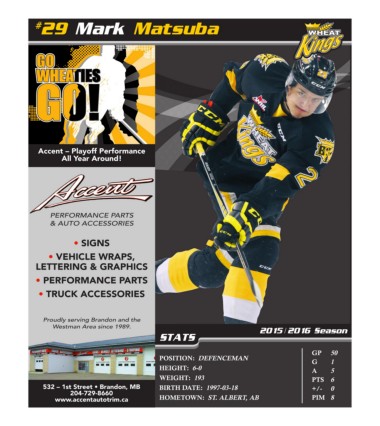 #29 Mark Matsuba
WHEAT
Kings
GO
WHEATIES
GO!
Accent – Playoff Performance
All Year Around!
Accent
PERFORMANCE PARTS
& AUTO ACCESSORIES
• SIGNS
• VEHICLE WRAPS,
LETTERING & GRAPHICS
• PERFORMANCE PARTS
• TRUCK ACCESSORIES
Proudly serving Brandon and the
Westman Area since 1989.
532 – 1st Street • Brandon, MB
204-729-8660
www.accentautotrim.ca
CCM
WHEAT
Kings
2
STATS
2015/2016 Season
POSITION: DEFENCEMAN
HEIGHT: 6-0
WEIGHT: 193
BIRTH DATE: 1997-03-18
HOMETOWN: ST. ALBERT, AB
GP 50
G 1
A 5
PTS 6
+/- 0
PIM 8